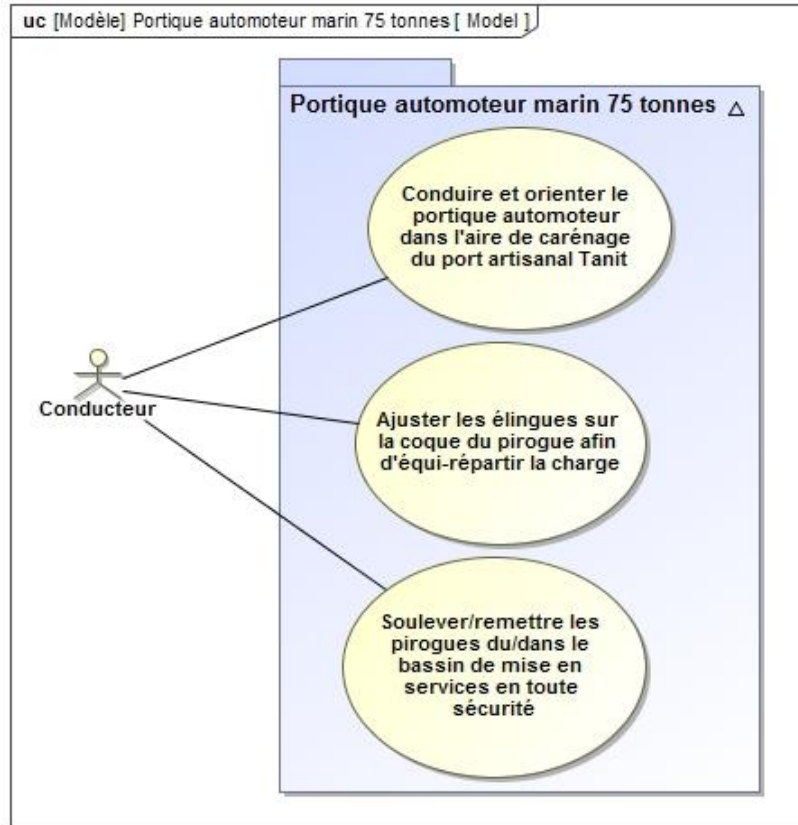 uc [Modèle] Portique automoteur marin 75 tonnes [ Model ]
Portique automoteur marin 75 tonnes
Conduire et orienter le
portique automoteur
dans l'aire de carénage
du port artisanal Tanit
Conducteur
Ajuster les élingues sur
la coque du pirogue afin
d'équi-répartir la charge
Soulever/remettre les
pirogues du/dans le
bassin de mise en
services en toute
sécurité